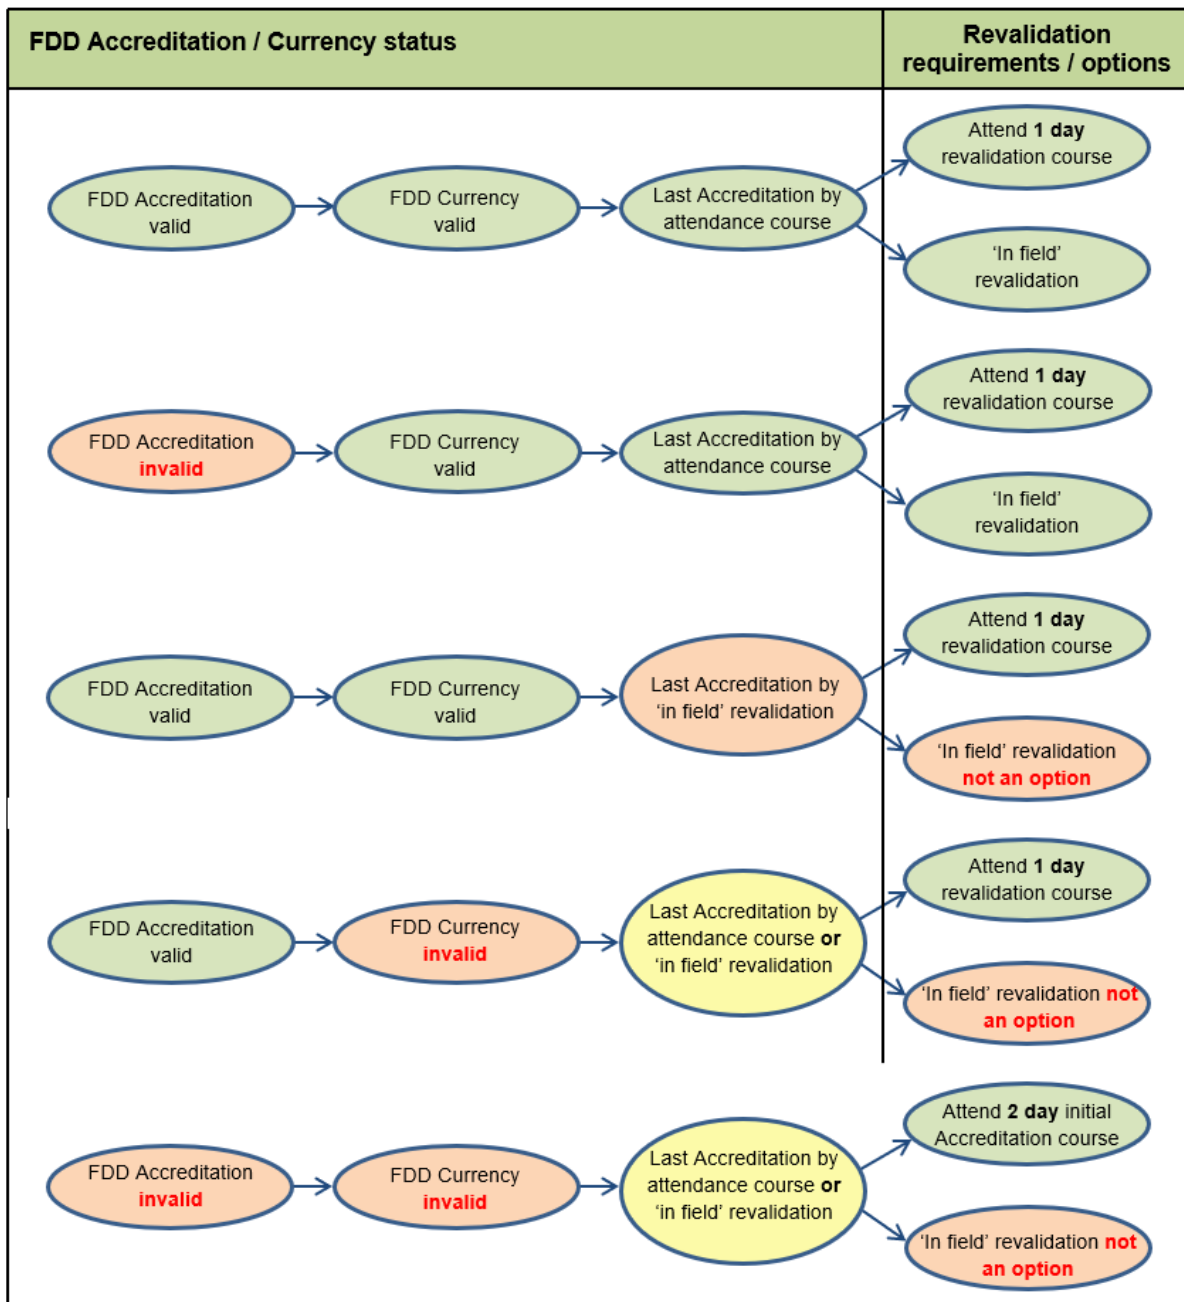 FDD Accreditation / Currency status
Revalidation
requirements / options
FDD Accreditation
valid
FDD Currency
valid
Last Accreditation by
attendance course
Attend 1 day
revalidation course
‘In field’
revalidation
FDD Accreditation
invalid
FDD Currency
valid
Last Accreditation by
attendance course
Attend 1 day
revalidation course
‘In field’
revalidation
FDD Accreditation
valid
FDD Currency
valid
Last Accreditation by
‘in field’ revalidation
Attend 1 day
revalidation course
‘In field’ revalidation
not an option
FDD Accreditation
valid
FDD Currency
invalid
Last Accreditation by
attendance course or
‘in field’ revalidation
Attend 1 day
revalidation course
‘In field’ revalidation not
an option
FDD Accreditation
invalid
FDD Currency
invalid
Last Accreditation by
attendance course or
‘in field’ revalidation
Attend 2 day initial
Accreditation course
‘In field’ revalidation not
an option